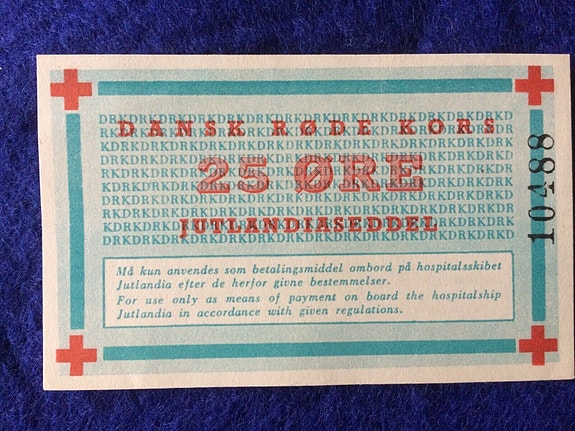 DANSK RØDE KORS
25 ØRE
JUTLANDIASEDDEL
10488
Må kun anvendes som betalingsmiddel ombord på hospitalsskibet
Jutlandia efter de herfor givne bestemmelser.
For use only as means of payment on board the hospitalship
Jutlandia in accordance with given regulations.